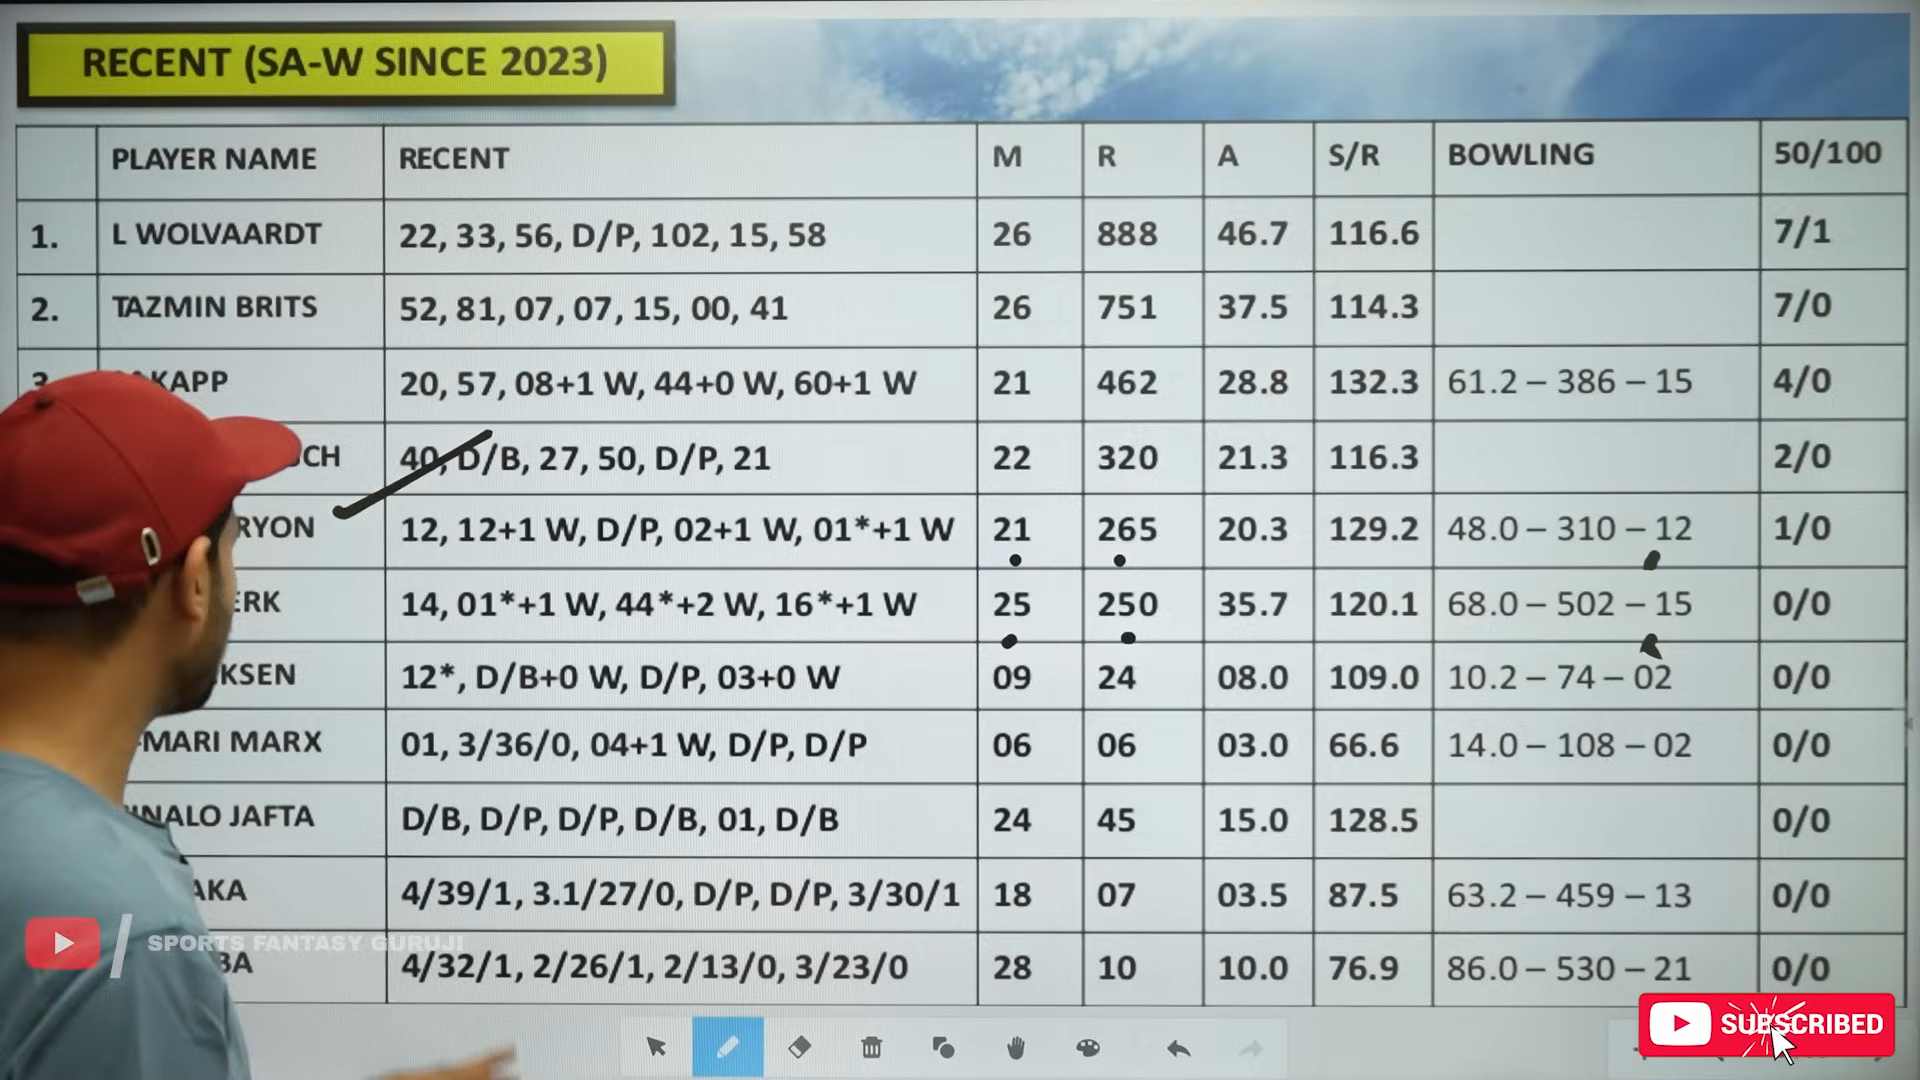 RECENT (SA-W SINCE 2023)
PLAYER NAME RECENT M R A S/R BOWLING 50/100
1. L WOLVAARDT 22, 33, 56, D/P, 102, 15, 58 26 888 46.7 116.6 7/1
2. TAZMIN BRITS 52, 81, 07, 07, 15, 00, 41 26 751 37.5 114.3 7/0
3. KAPP 20, 57, 08+1 W, 44+0 W, 60+1 W 21 462 28.8 132.3 61.2 – 386 – 15 4/0
CH 40, D/B, 27, 50, D/P, 21 22 320 21.3 116.3 2/0
RYON 12, 12+1 W, D/P, 02+1 W, 01*+1 W 21 265 20.3 129.2 48.0 – 310 – 12 1/0
ERK 14, 01*+1 W, 44*+2 W, 16*+1 W 25 250 35.7 120.1 68.0 – 502 – 15 0/0
KSEN 12*, D/B+0 W, D/P, 03+0 W 09 24 08.0 109.0 10.2 – 74 – 02 0/0
-MARI MARX 01, 3/36/0, 04+1 W, D/P, D/P 06 06 03.0 66.6 14.0 – 108 – 02 0/0
INALO JAFTA D/B, D/P, D/P, D/B, 01, D/B 24 45 15.0 128.5 0/0
AKA 4/39/1, 3.1/27/0, D/P, D/P, 3/30/1 18 07 03.5 87.5 63.2 – 459 – 13 0/0
SPORTS FANTASY GURUJI
BA 4/32/1, 2/26/1, 2/13/0, 3/23/0 28 10 10.0 76.9 86.0 – 530 – 21 0/0
SUBSCRIBED